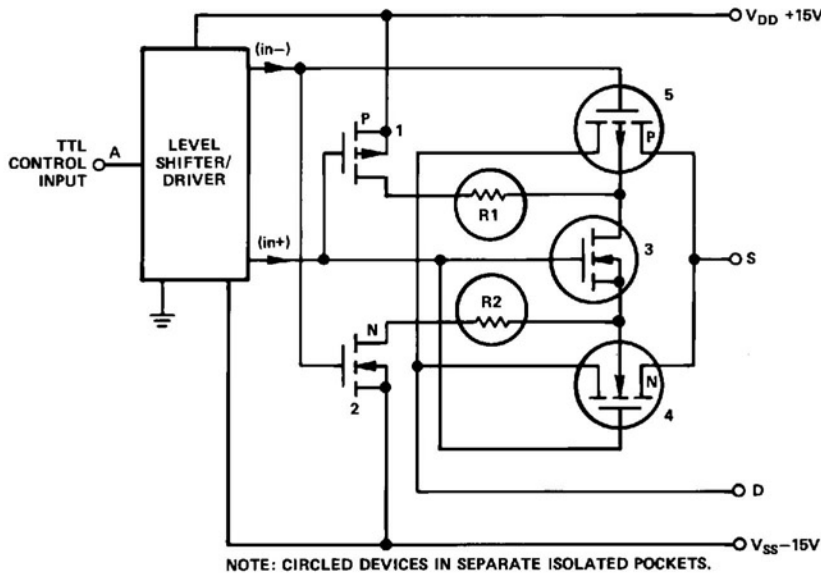 V_DD +15V
(in–)
5
P
P
1
TTL
CONTROL
INPUT
A
LEVEL
SHIFTER/
DRIVER
R1
(in+)
3
S
R2
N
N
2
4
D
V_SS –15V
NOTE: CIRCLED DEVICES IN SEPARATE ISOLATED POCKETS.